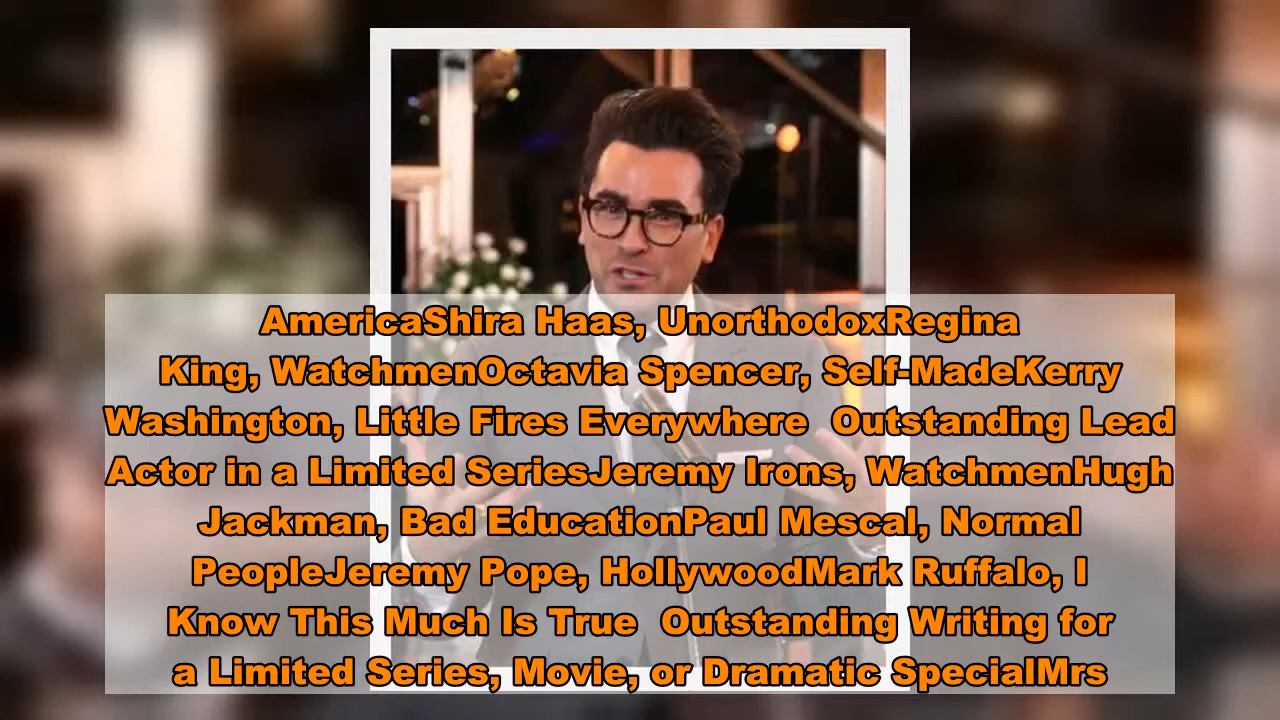 AmericaShira Haas, UnorthodoxRegina
King, WatchmenOctavia Spencer, Self-MadeKerry
Washington, Little Fires Everywhere  Outstanding Lead
Actor in a Limited SeriesJeremy Irons, WatchmenHugh
Jackman, Bad EducationPaul Mescal, Normal
PeopleJeremy Pope, HollywoodMark Ruffalo, I
Know This Much Is True  Outstanding Writing for
a Limited Series, Movie, or Dramatic SpecialMrs